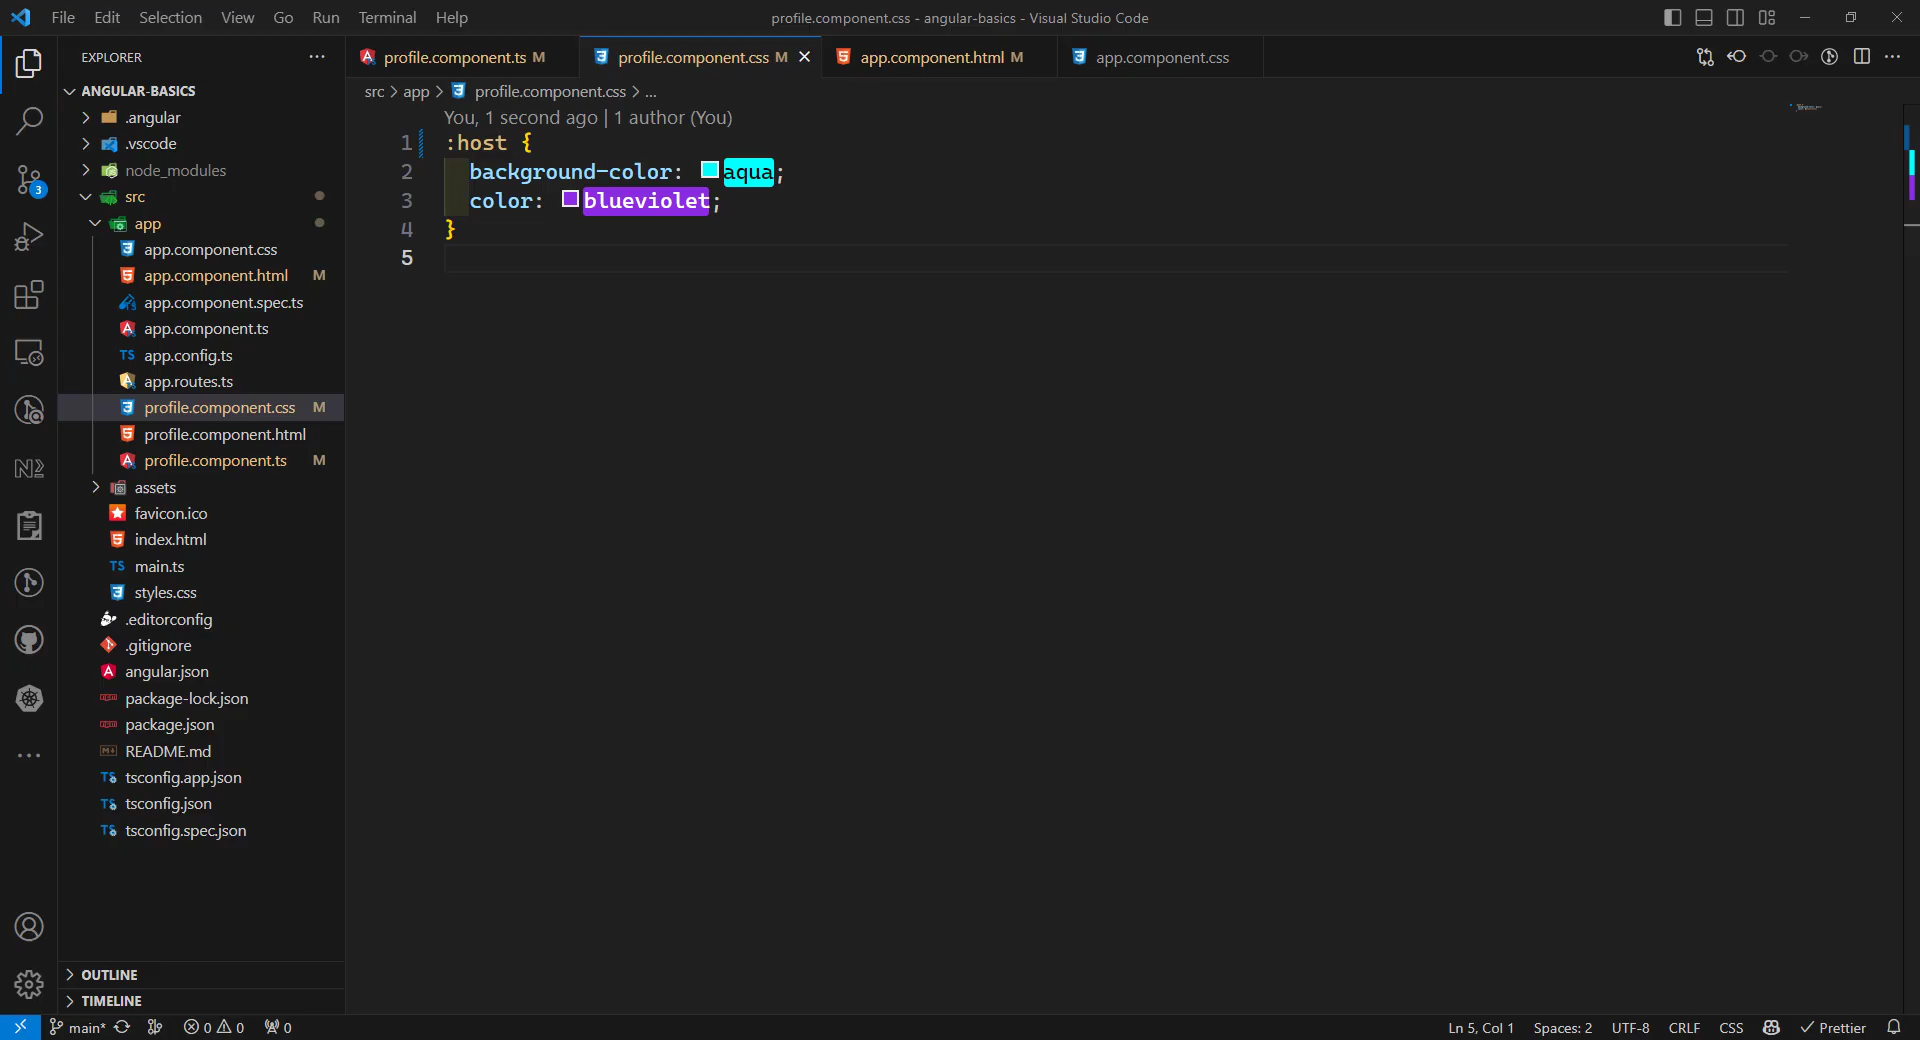 File Edit Selection View Go Run Terminal Help
profile.component.css - angular-basics - Visual Studio Code
EXPLORER
ANGULAR-BASICS
.angular
.vscode
node_modules
src
app
app.component.css
app.component.html M
app.component.spec.ts
app.component.ts
TS app.config.ts
app.routes.ts
profile.component.css M
profile.component.html
profile.component.ts M
assets
favicon.ico
index.html
TS main.ts
styles.css
.editorconfig
.gitignore
angular.json
package-lock.json
package.json
README.md
tsconfig.app.json
tsconfig.json
tsconfig.spec.json
OUTLINE
TIMELINE
3
profile.component.ts M
profile.component.css M
app.component.html M
app.component.css
src > app > profile.component.css > ...
You, 1 second ago | 1 author (You)
1 :host {
2 background-color: aqua;
3 color: blueviolet;
4 }
5
main* 0 0 0
Ln 5, Col 1 Spaces: 2 UTF-8 CRLF CSS Prettier